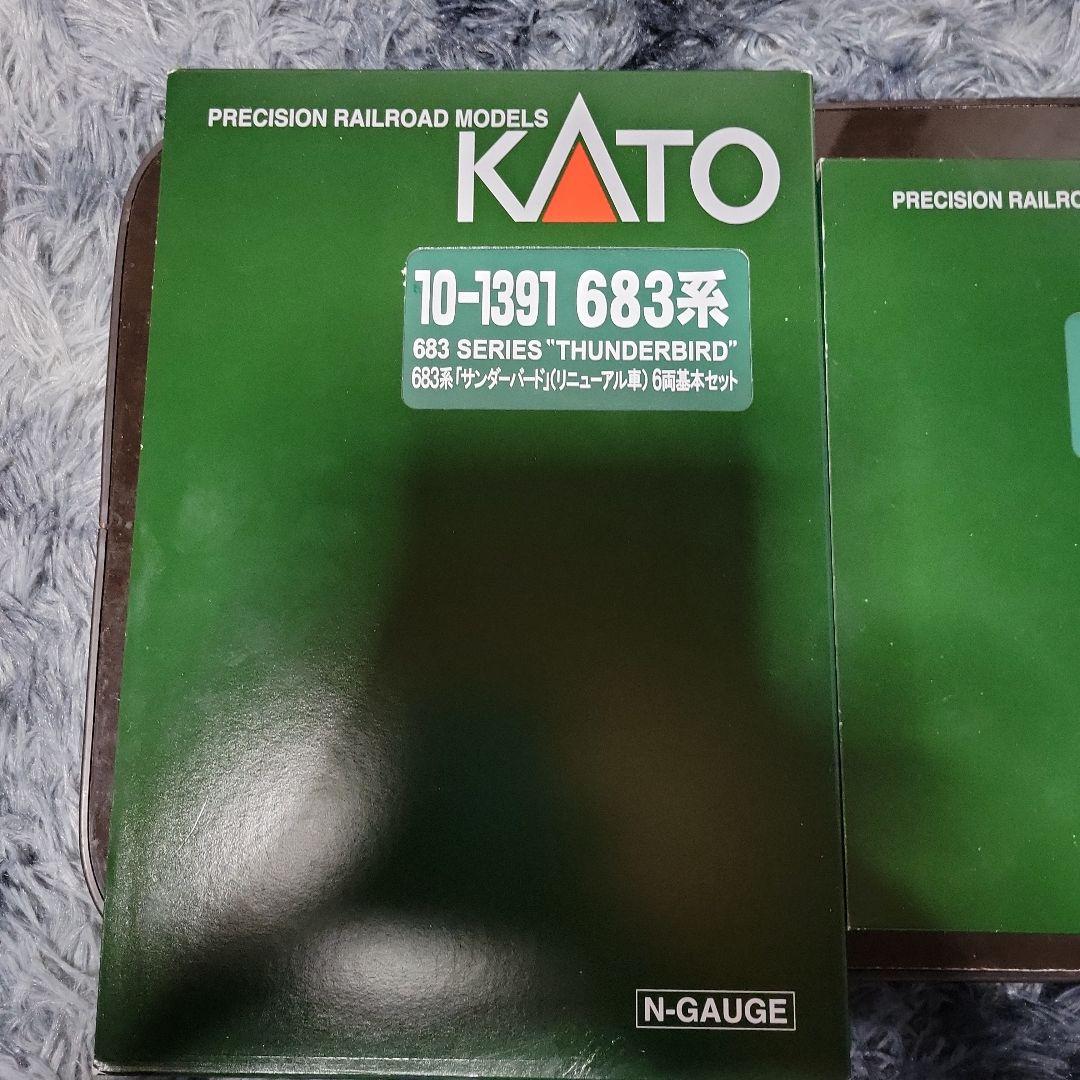 PRECISION RAILROAD MODELS
KATO
10-1391 683系
683 SERIES "THUNDERBIRD"
683系「サンダーバード」(リニューアル車) 6両基本セット
N-GAUGE
PRECISION